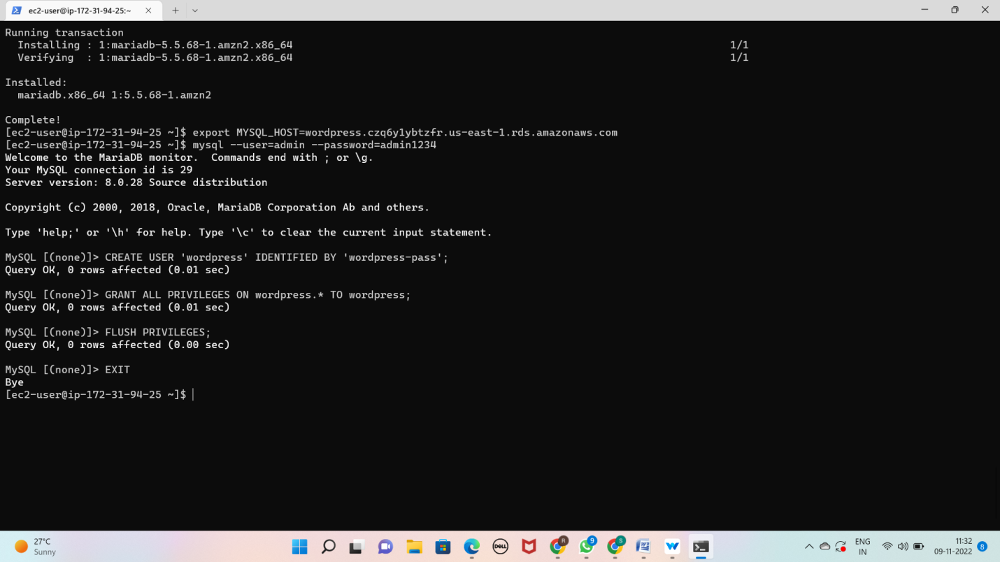 ec2-user@ip-172-31-94-25:~
Running transaction
Installing : 1:mariadb-5.5.68-1.amzn2.x86_64 1/1
Verifying : 1:mariadb-5.5.68-1.amzn2.x86_64 1/1
Installed:
mariadb.x86_64 1:5.5.68-1.amzn2
Complete!
[ec2-user@ip-172-31-94-25 ~]$ export MYSQL_HOST=wordpress.czq6y1ybtzfr.us-east-1.rds.amazonaws.com
[ec2-user@ip-172-31-94-25 ~]$ mysql --user=admin --password=admin1234
Welcome to the MariaDB monitor.  Commands end with ; or \g.
Your MySQL connection id is 29
Server version: 8.0.28 Source distribution
Copyright (c) 2000, 2018, Oracle, MariaDB Corporation Ab and others.
Type 'help;' or '\h' for help. Type '\c' to clear the current input statement.
MySQL [(none)]> CREATE USER 'wordpress' IDENTIFIED BY 'wordpress-pass';
Query OK, 0 rows affected (0.01 sec)
MySQL [(none)]> GRANT ALL PRIVILEGES ON wordpress.* TO wordpress;
Query OK, 0 rows affected (0.01 sec)
MySQL [(none)]> FLUSH PRIVILEGES;
Query OK, 0 rows affected (0.00 sec)
MySQL [(none)]> EXIT
Bye
[ec2-user@ip-172-31-94-25 ~]$
27°C
Sunny
DELL
R
9
S
W
ENG
IN
11:32
09-11-2022
8